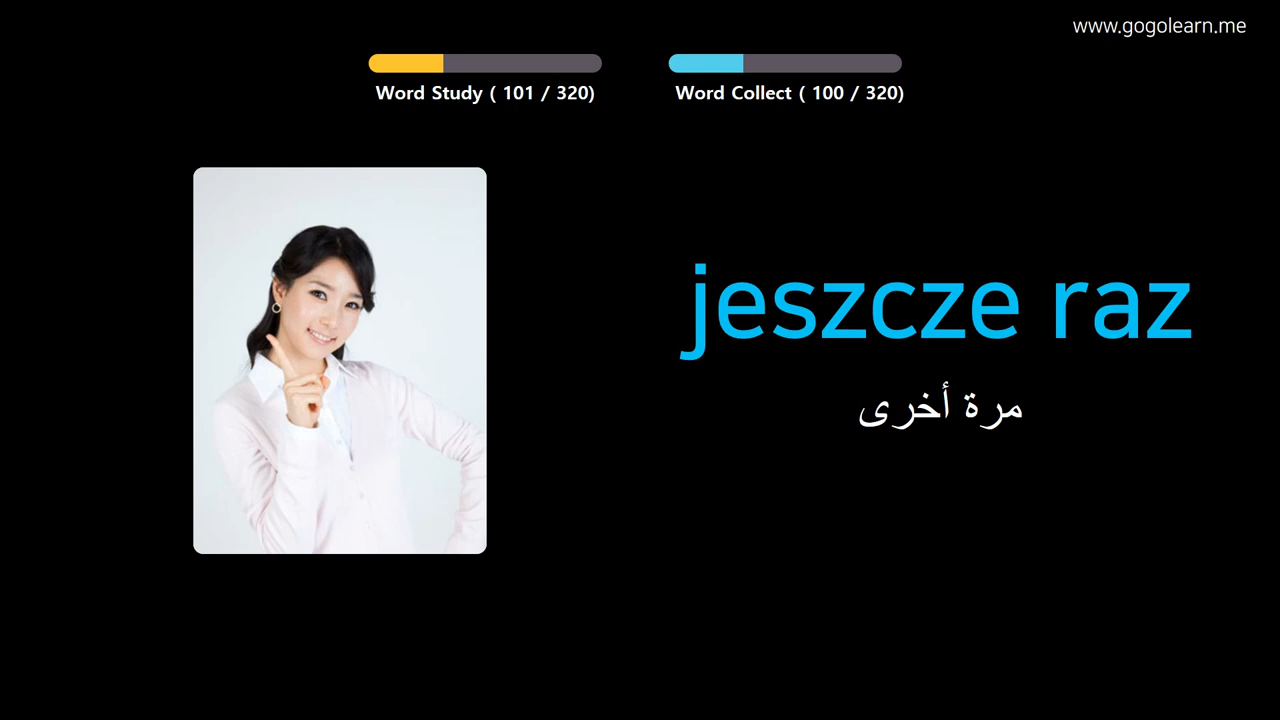 www.gogolearn.me
Word Study ( 101 / 320)
Word Collect ( 100 / 320)
jeszcze raz
مرة أخرى